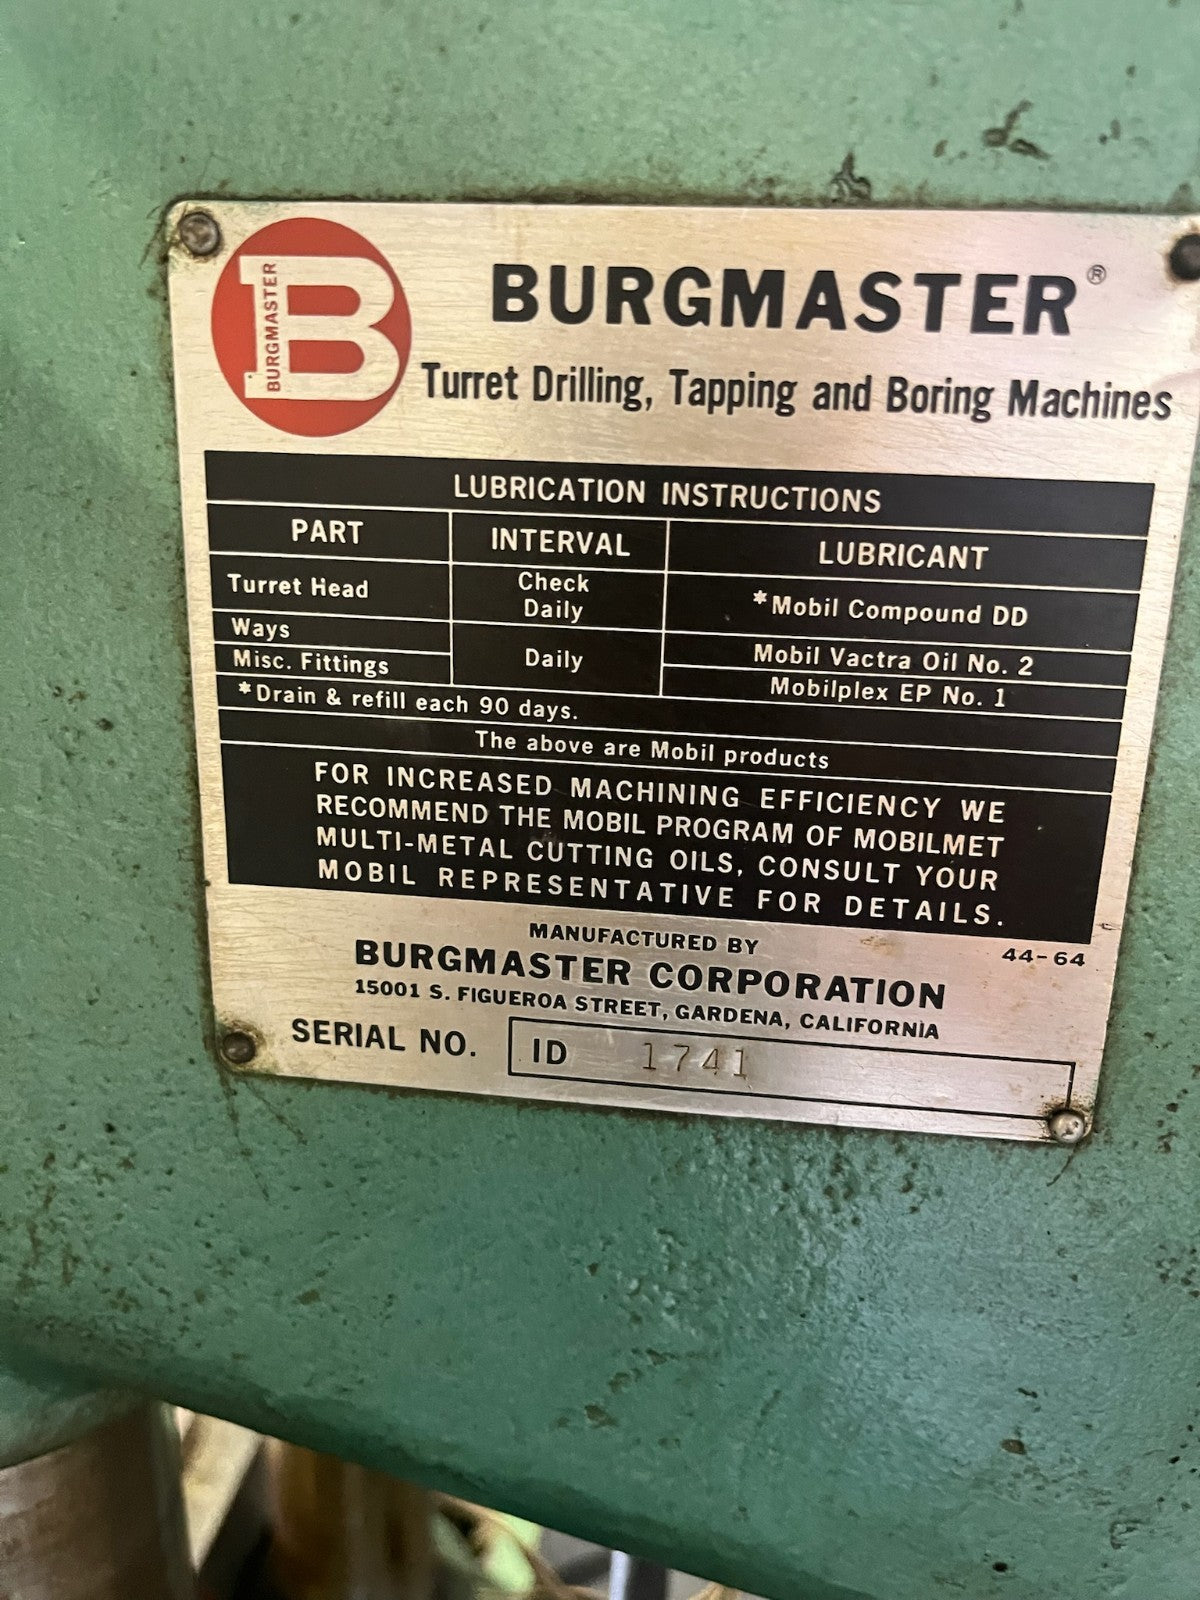 BURGMASTER
B
BURGMASTER®
Turret Drilling, Tapping and Boring Machines
LUBRICATION INSTRUCTIONS
PART INTERVAL LUBRICANT
Turret Head Check Daily *Mobil Compound DD
Ways Daily Mobil Vactra Oil No. 2
Misc. Fittings Mobilplex EP No. 1
*Drain & refill each 90 days.
The above are Mobil products
FOR INCREASED MACHINING EFFICIENCY WE
RECOMMEND THE MOBIL PROGRAM OF MOBILMET
MULTI-METAL CUTTING OILS, CONSULT YOUR
MOBIL REPRESENTATIVE FOR DETAILS.
44-64
MANUFACTURED BY
BURGMASTER CORPORATION
15001 S. FIGUEROA STREET, GARDENA, CALIFORNIA
SERIAL NO. ID 1741